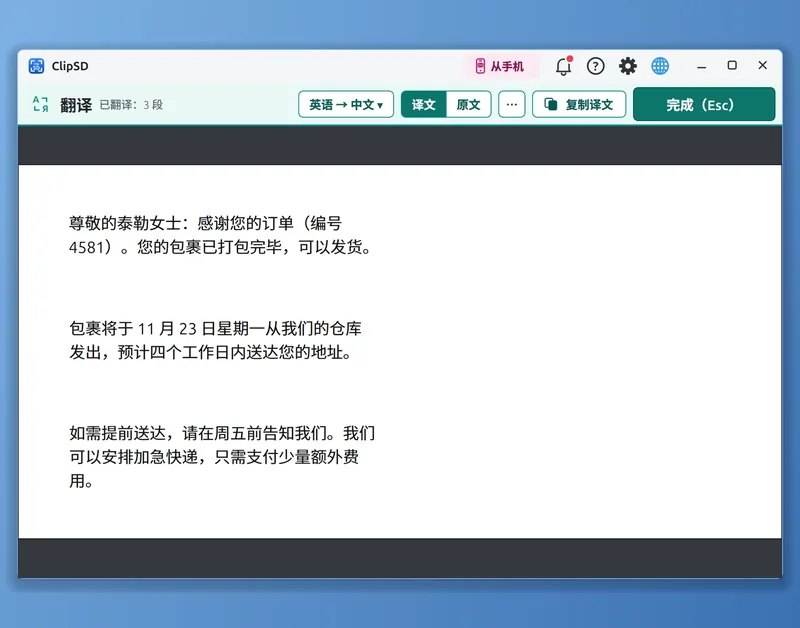 ClipSD
从手机
翻译 已翻译：3 段
英语 → 中文 ▾
译文 原文
···
复制译文
完成（Esc）
尊敬的泰勒女士：感谢您的订单（编号
4581）。您的包裹已打包完毕，可以发货。
包裹将于 11 月 23 日星期一从我们的仓库
发出，预计四个工作日内送达您的地址。
如需提前送达，请在周五前告知我们。我们
可以安排加急快递，只需支付少量额外费
用。